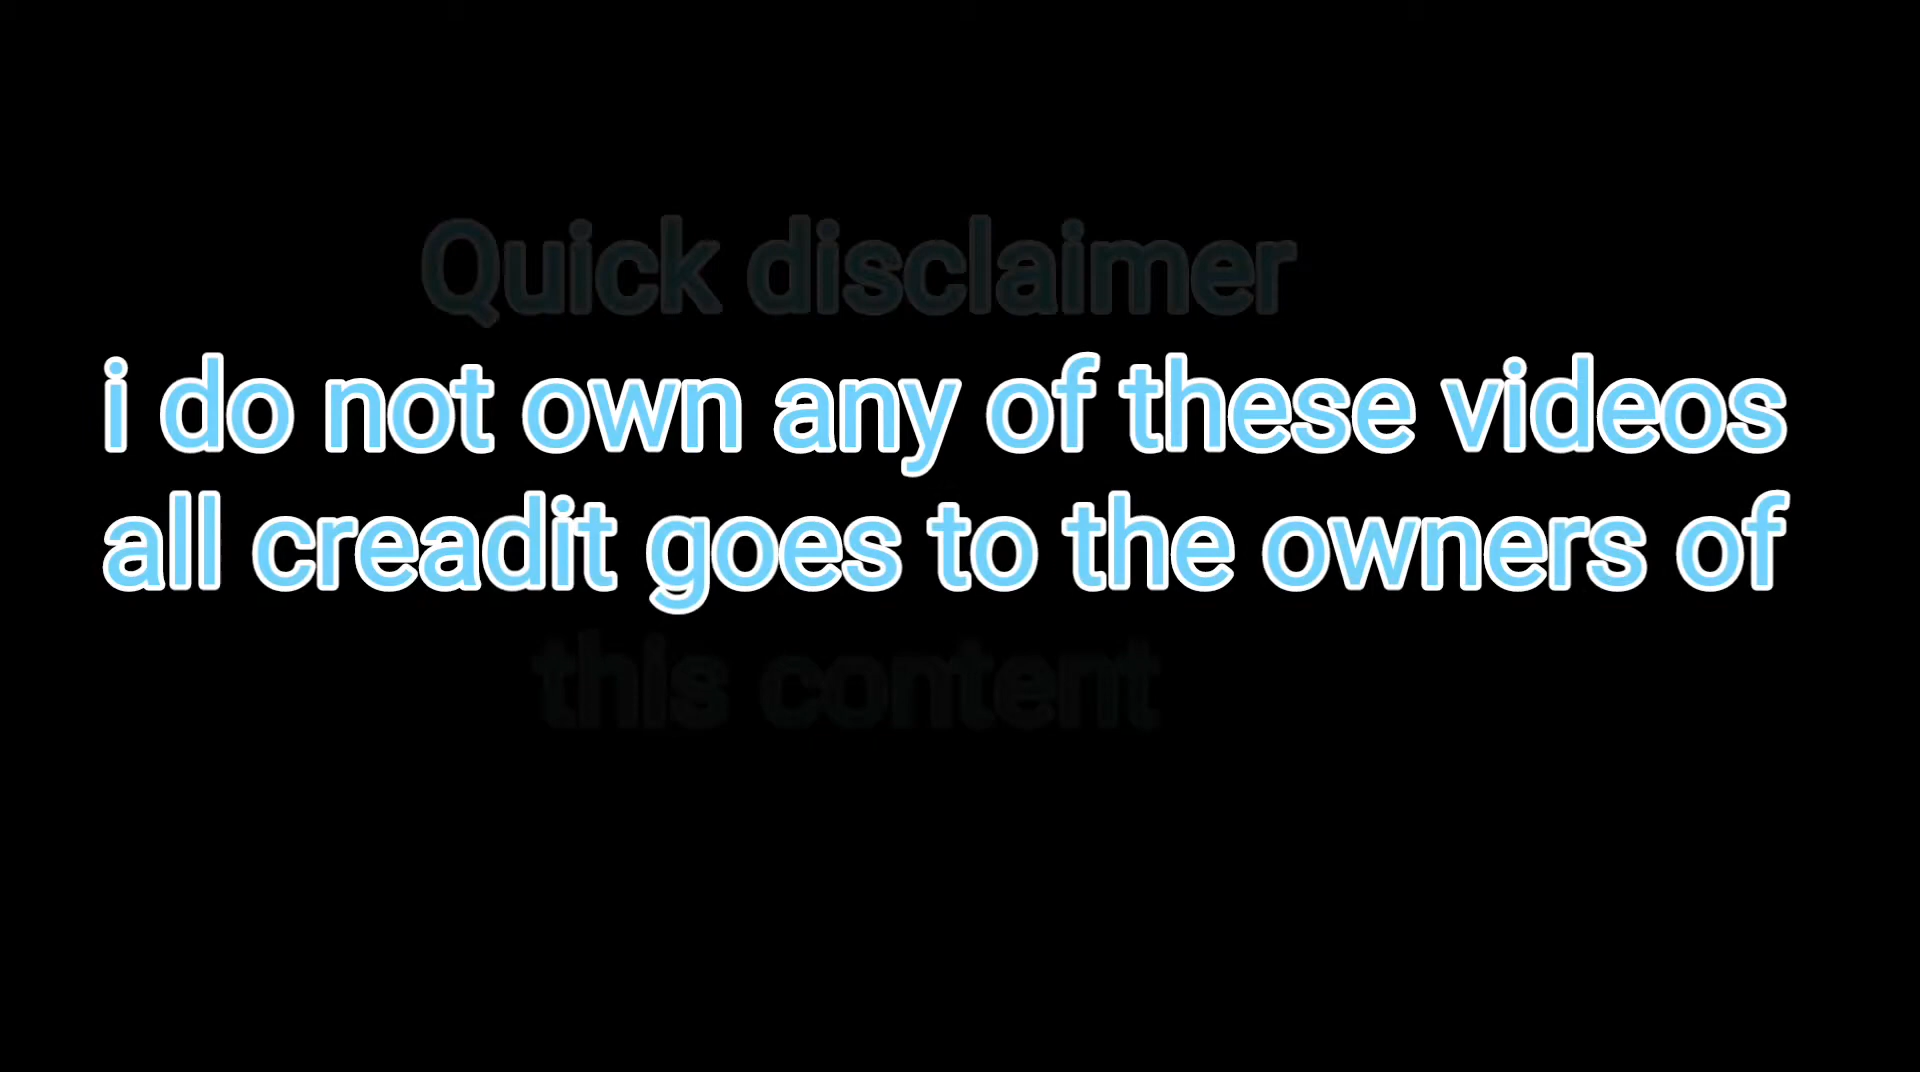 Quick disclaimer
i do not own any of these videos
all creadit goes to the owners of
this content